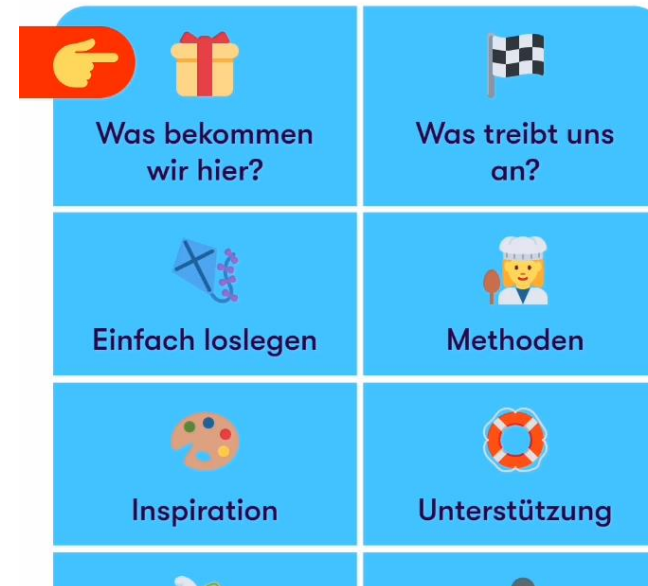 Was bekommen
wir hier?
Was treibt uns
an?
Einfach loslegen
Methoden
Inspiration
Unterstützung